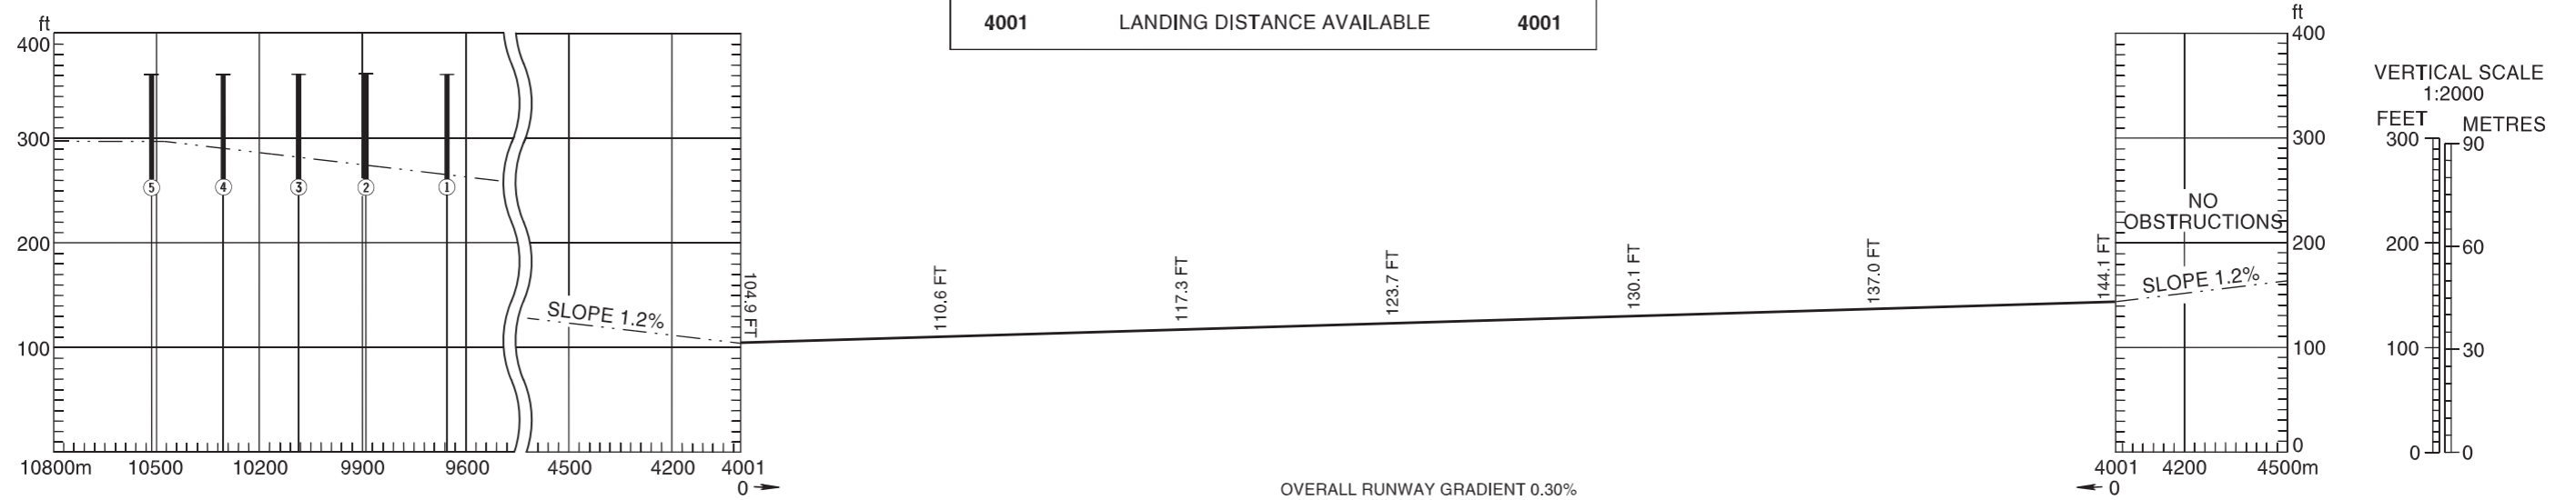 4001 LANDING DISTANCE AVAILABLE 4001
ft
400
300
200
100
5 4 3 2 1
SLOPE 1.2%
10800m 10500 10200 9900 9600 4500 4200 4001
0
104.9 FT
110.6 FT
117.3 FT
123.7 FT
130.1 FT
137.0 FT
144.1 FT
OVERALL RUNWAY GRADIENT 0.30%
ft
400
300
200
100
0
NO
OBSTRUCTIONS
SLOPE 1.2%
4001 4200 4500m
0
VERTICAL SCALE
1:2000
FEET METRES
300 90
200 60
100 30
0 0